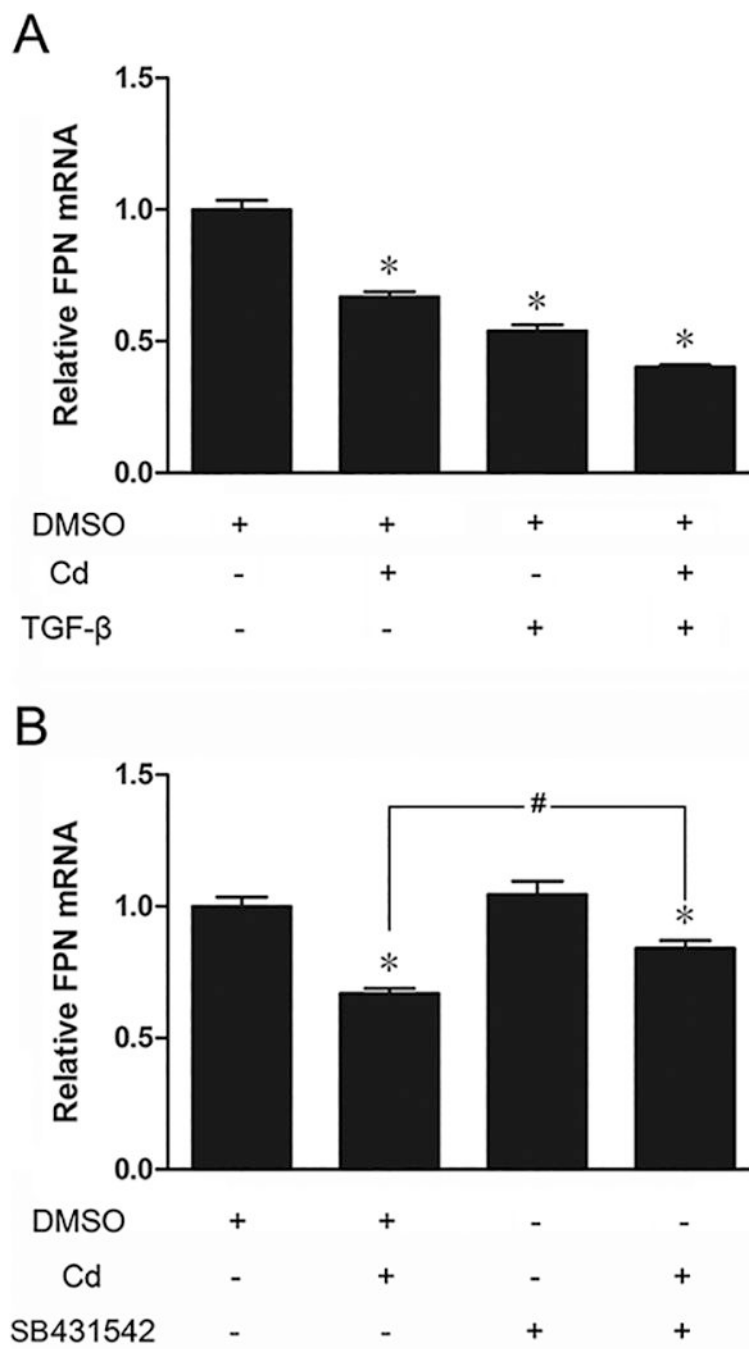 A
Relative FPN mRNA
1.5
1.0
0.5
0.0
*
*
*
DMSO + + + +
Cd - + - +
TGF-β - - + +
B
Relative FPN mRNA
1.5
1.0
0.5
0.0
#
*
*
DMSO + + - -
Cd - + - +
SB431542 - - + +